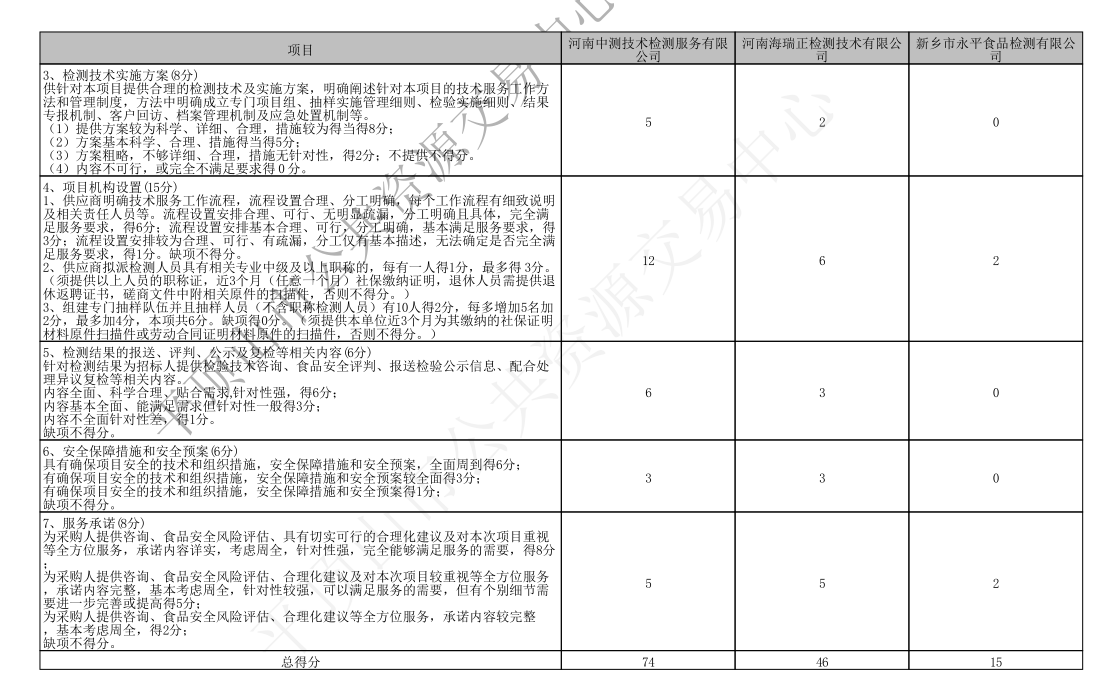 项目
河南中测技术检测服务有限公司
河南海瑞正检测技术有限公司
新乡市永平食品检测有限公司
3、检测技术实施方案(8分)
供针对本项目提供合理的检测技术及实施方案，明确阐述针对本项目的技术服务工作方
法和管理制度，方法中明确成立专门项目组、抽样实施管理细则、检验实施细则、结果
专报机制、客户回访、档案管理机制及应急处置机制等。
（1）提供方案较为科学、详细、合理，措施较为得当得8分；
（2）方案基本科学、合理、措施得当得5分；
（3）方案粗略，不够详细、合理，措施无针对性，得2分；不提供不得分。
（4）内容不可行，或完全不满足要求得０分。
5
2
0
4、项目机构设置(15分)
1、供应商明确技术服务工作流程，流程设置合理、分工明确，每个工作流程有细致说明
及相关责任人员等。流程设置安排合理、可行、无明显疏漏，分工明确且具体，完全满
足服务要求，得6分；流程设置安排基本合理、可行，分工明确，基本满足服务要求，得
3分；流程设置安排较为合理、可行、有疏漏，分工仅有基本描述，无法确定是否完全满
足服务要求，得1分。缺项不得分。
2、供应商拟派检测人员具有相关专业中级及以上职称的，每有一人得1分，最多得 3分。
（须提供以上人员的职称证，近3个月（任意一个月）社保缴纳证明，退休人员需提供退
休返聘证书，磋商文件中附相关原件的扫描件，否则不得分。）
3、组建专门抽样队伍并且抽样人员（不含职称检测人员）有10人得2分，每多增加5名加
2分，最多加4分，本项共6分。缺项得0分。（须提供本单位近3个月为其缴纳的社保证明
材料原件扫描件或劳动合同证明材料原件的扫描件，否则不得分。）
12
6
2
5、检测结果的报送、评判、公示及复检等相关内容(6分)
针对检测结果为招标人提供检验技术咨询、食品安全评判、报送检验公示信息、配合处
理异议复检等相关内容。
内容全面、科学合理、贴合需求,针对性强，得6分；
内容基本全面、能满足需求但针对性一般得3分；
内容不全面针对性差，得1分。
缺项不得分。
6
3
0
6、安全保障措施和安全预案(6分)
具有确保项目安全的技术和组织措施，安全保障措施和安全预案，全面周到得6分；
有确保项目安全的技术和组织措施，安全保障措施和安全预案较全面得3分；
有确保项目安全的技术和组织措施，安全保障措施和安全预案得1分；
缺项不得分。
3
3
0
7、服务承诺(8分)
为采购人提供咨询、食品安全风险评估、具有切实可行的合理化建议及对本次项目重视
等全方位服务，承诺内容详实，考虑周全，针对性强，完全能够满足服务的需要，得8分
；
为采购人提供咨询、食品安全风险评估、合理化建议及对本次项目较重视等全方位服务
，承诺内容完整，基本考虑周全，针对性较强，可以满足服务的需要，但有个别细节需
要进一步完善或提高得5分；
为采购人提供咨询、食品安全风险评估、合理化建议等全方位服务，承诺内容较完整
，基本考虑周全，得2分；
缺项不得分。
5
5
2
总得分
74
46
15
平顶山市公共资源交易中心
平顶山市公共资源交易中心